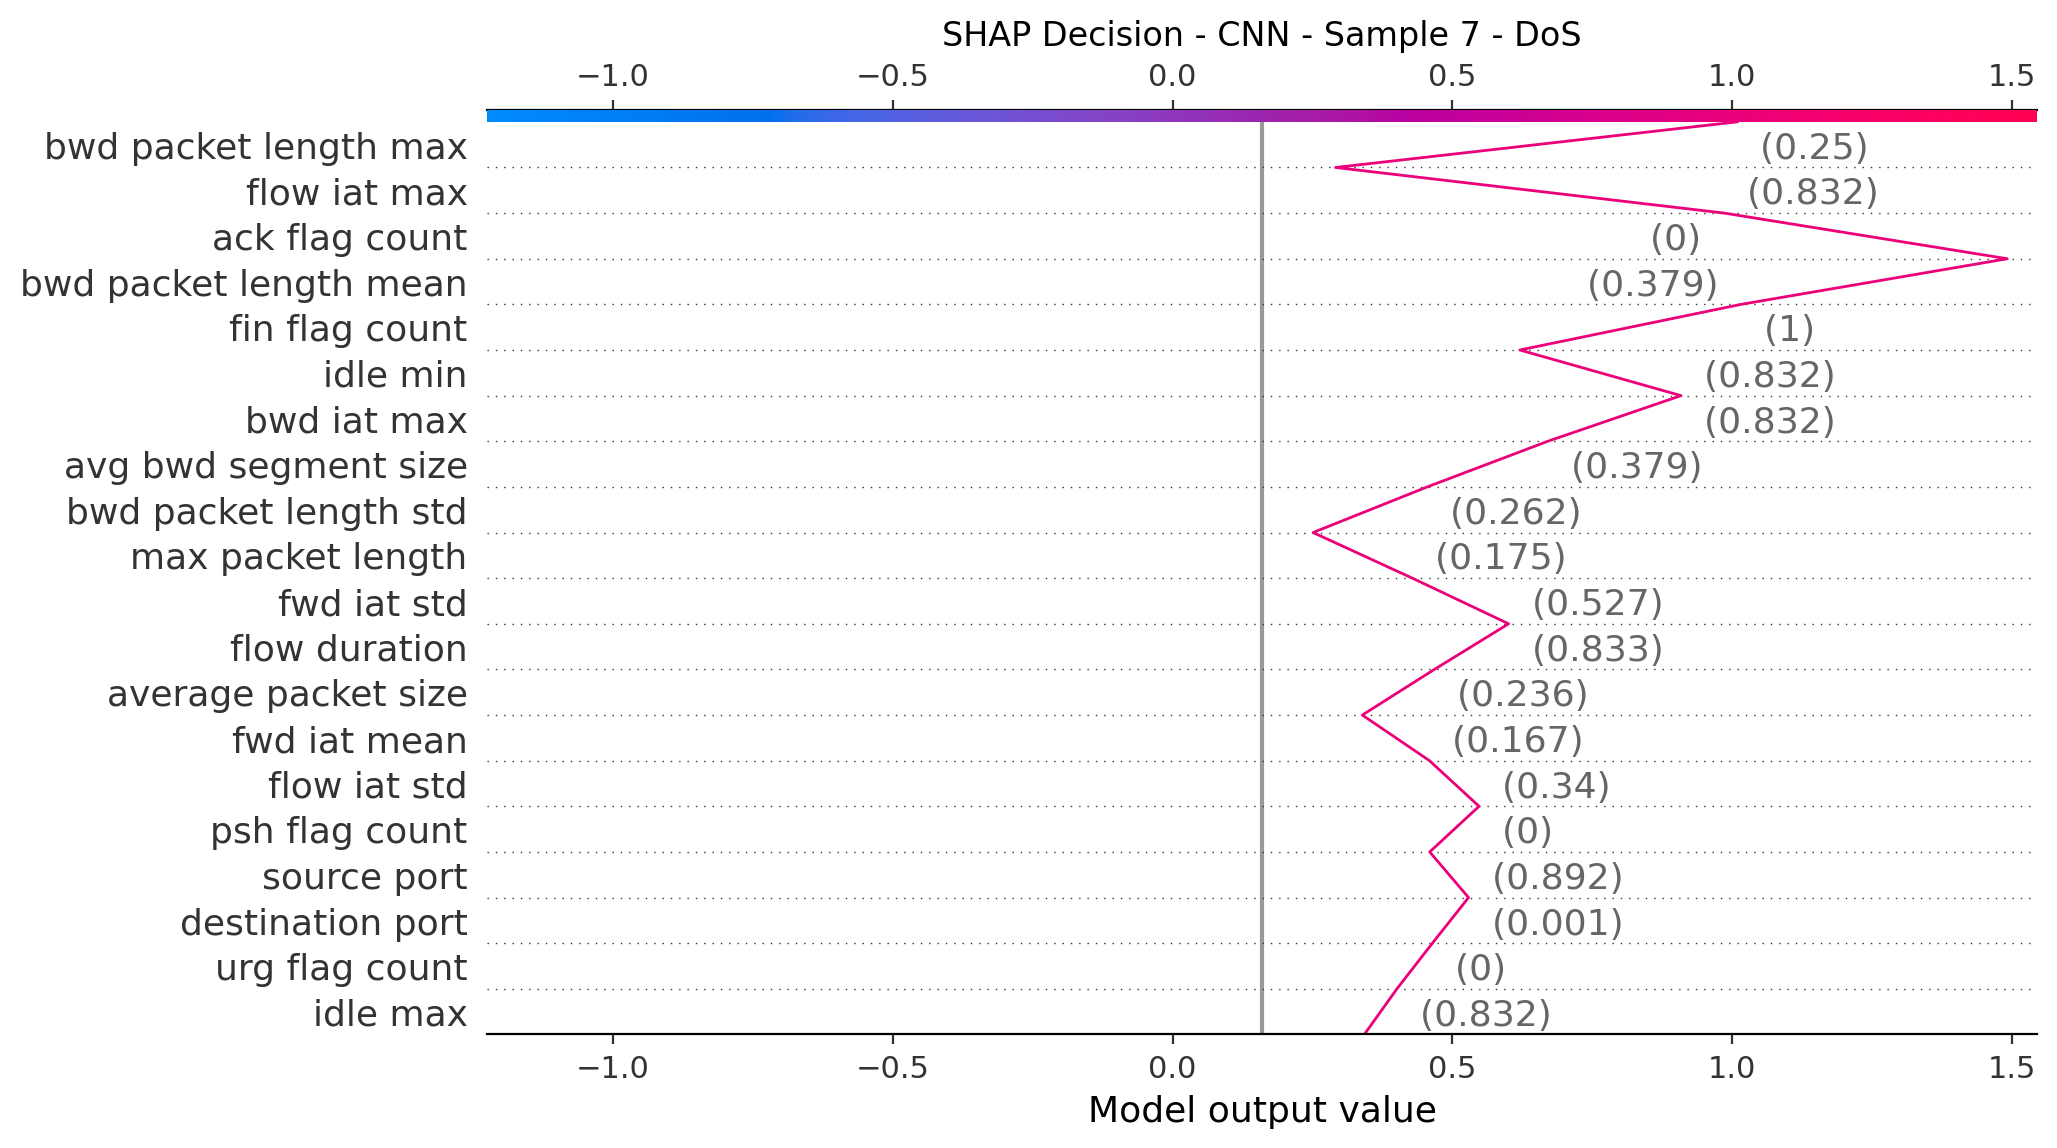 SHAP Decision - CNN - Sample 7 - DoS
−1.0 −0.5 0.0 0.5 1.0 1.5
bwd packet length max (0.25)
flow iat max (0.832)
ack flag count (0)
bwd packet length mean (0.379)
fin flag count (1)
idle min (0.832)
bwd iat max (0.832)
avg bwd segment size (0.379)
bwd packet length std (0.262)
max packet length (0.175)
fwd iat std (0.527)
flow duration (0.833)
average packet size (0.236)
fwd iat mean (0.167)
flow iat std (0.34)
psh flag count (0)
source port (0.892)
destination port (0.001)
urg flag count (0)
idle max (0.832)
−1.0 −0.5 0.0 0.5 1.0 1.5
Model output value